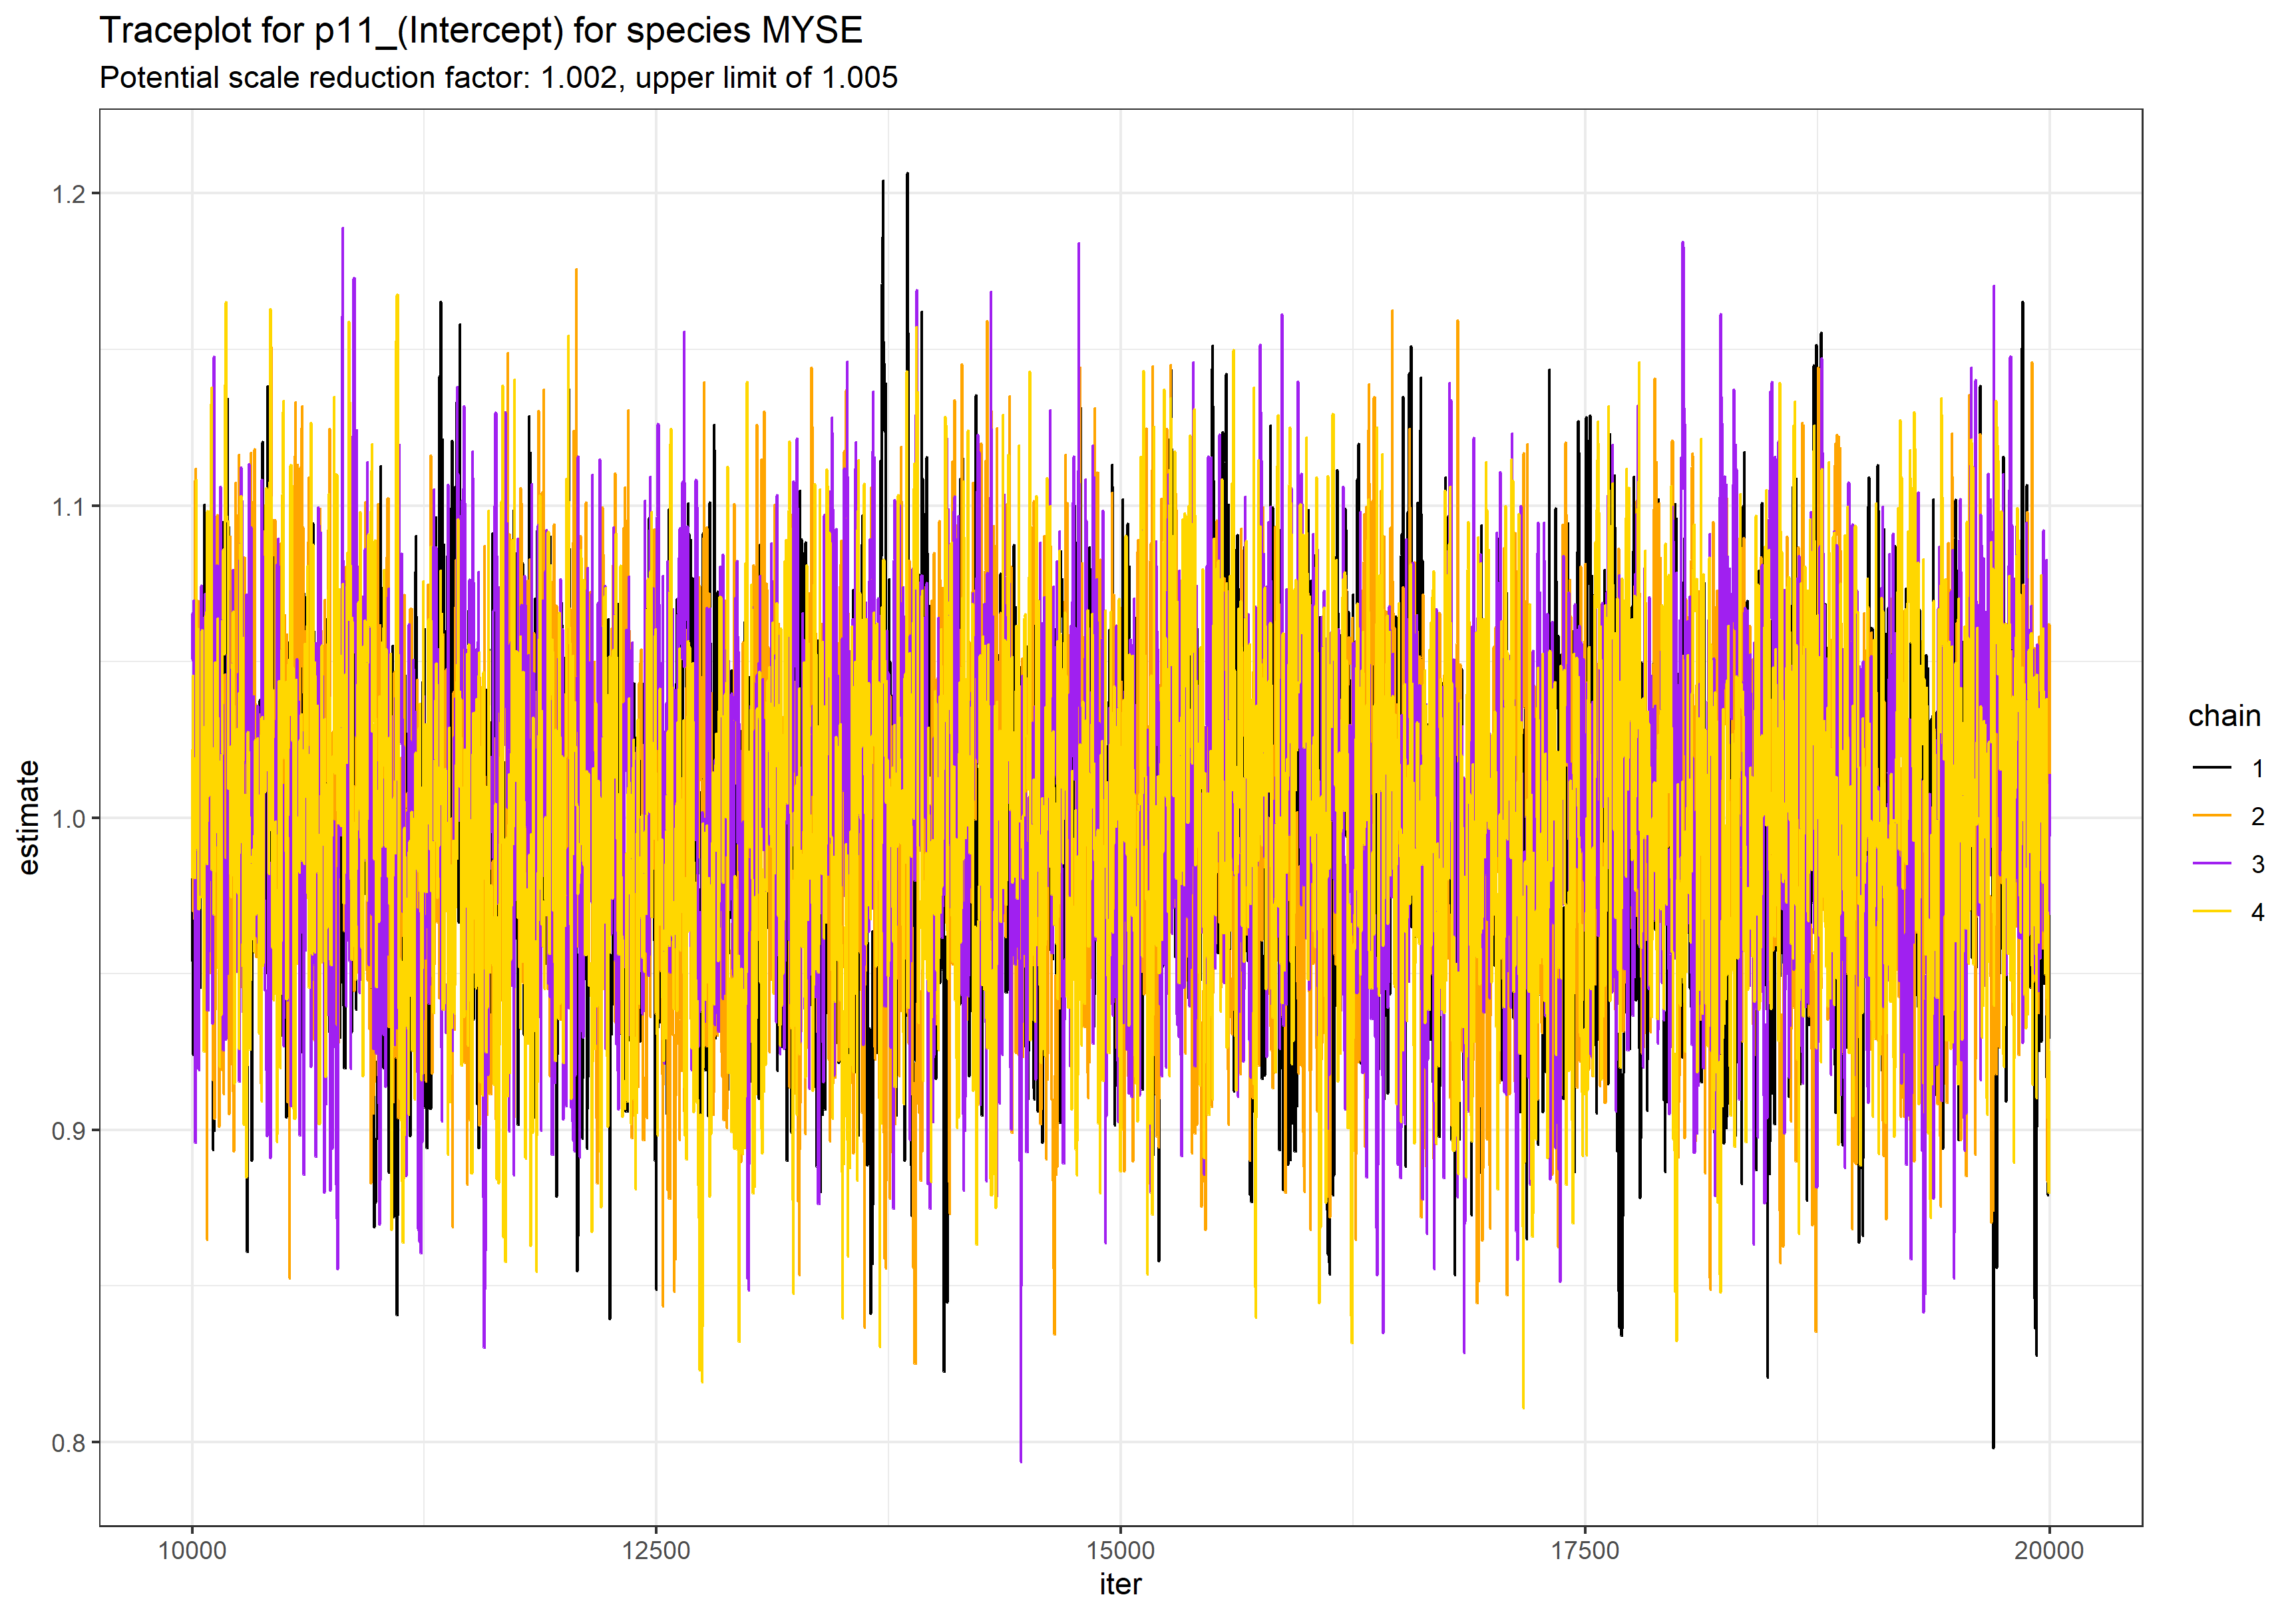 Traceplot for p11_(Intercept) for species MYSE
Potential scale reduction factor: 1.002, upper limit of 1.005
1.2
1.1
1.0
0.9
0.8
estimate
10000 12500 15000 17500 20000
iter
chain
1
2
3
4